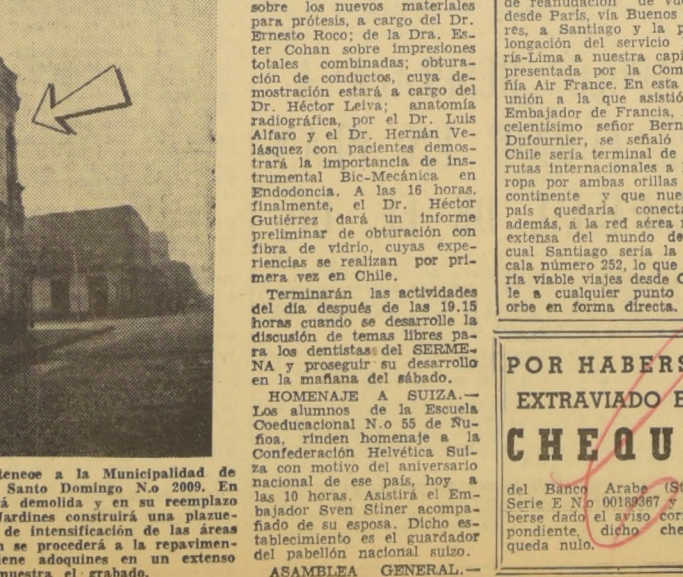 sobre los nuevos materiales
para prótesis, a cargo del Dr.
Ernesto Roco; de la Dra. Es-
ter Cohan sobre impresiones
totales combinadas; obtura-
ción de conductos, cuya de-
mostración estará a cargo del
Dr. Héctor Leiva; anatomía
radiográfica, por el Dr. Luis
Alfaro y el Dr. Hernán Ve-
lásquez con pacientes demos-
trará la importancia de ins-
trumental Bic-Mecánica en
Endodoncia. A las 16 horas,
finalmente, el Dr. Héctor
Gutiérrez dará un informe
preliminar de obturación con
fibra de vidrio, cuyas expe-
riencias se realizan por pri-
mera vez en Chile.
Terminarán las actividades
del día después de las 19.15
horas cuando se desarrolle la
discusión de temas libres pa-
ra los dentistas del SERME-
NA y proseguir su desarrollo
en la mañana del sábado.
HOMENAJE A SUIZA.—
Los alumnos de la Escuela
Coeducacional N.o 55 de Ñu-
ñoa, rinden homenaje a la
Confederación Helvética Sui-
za con motivo del aniversario
nacional de ese país, hoy a
las 10 horas. Asistirá el Em-
bajador Sven Stiner acompa-
ñado de su esposa. Dicho es-
tablecimiento es el guardador
del pabellón nacional suizo.
ASAMBLEA GENERAL.—
de reanudación de
desde París, vía Buenos
res, a Santiago y la p
longación del servicio
rís-Lima a nuestra capi
presentada por la Com
ñía Air France. En esta
unión a la que asistió
Embajador de Francia,
celentísimo señor Bern
Dufournier, se señaló
Chile sería terminal de
rutas internacionales a
ropa por ambas orillas
continente y que nues
país quedaría conecta
además, a la red aérea
extensa del mundo de
cual Santiago sería la
cala número 252, lo que
ría viable viajes desde C
le a cualquier punto
orbe en forma directa.
POR HABERS
EXTRAVIADO E
CHEQU
del Banco Arabe (St
Serie E N.o 00189367 y
berse dado el aviso corr
pondiente, dicho che
queda nulo.
tenece a la Municipalidad de
Santo Domingo N.o 2009. En
á demolida y en su reemplazo
Jardines construirá una plazue-
de intensificación de las áreas
n se procederá a la repavimen-
iene adoquines en un extenso
muestra el grabado.